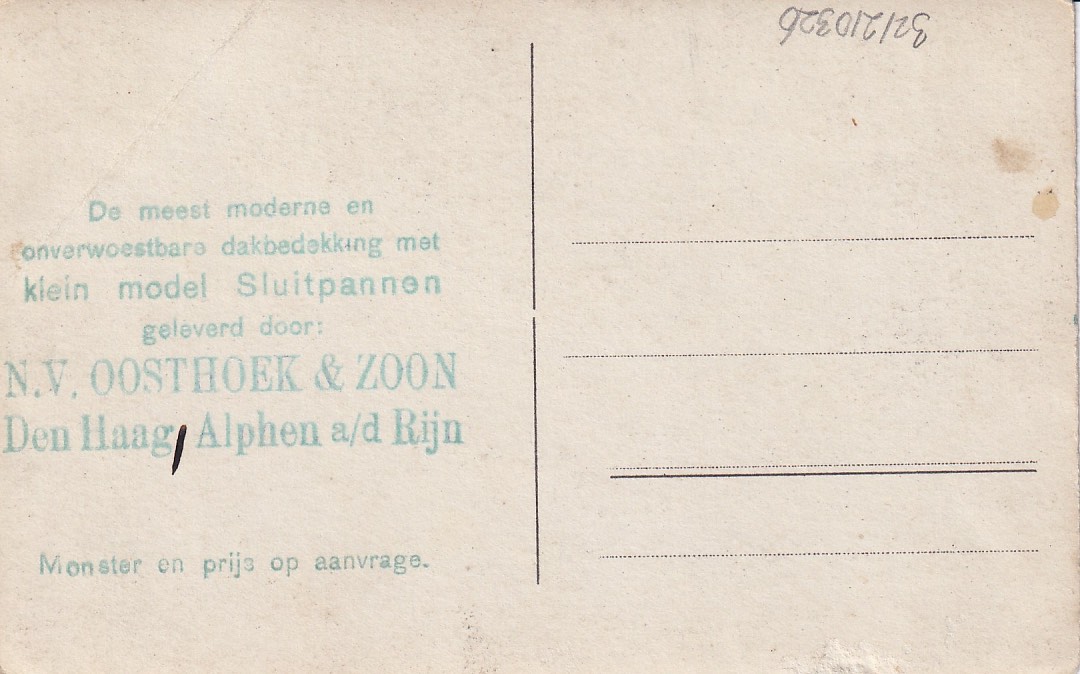 32/210326
De meest moderne en
onverwoestbare dakbedekking met
klein model Sluitpannen
geleverd door:
N.V. OOSTHOEK & ZOON
Den Haag/ Alphen a/d Rijn
Monster en prijs op aanvrage.